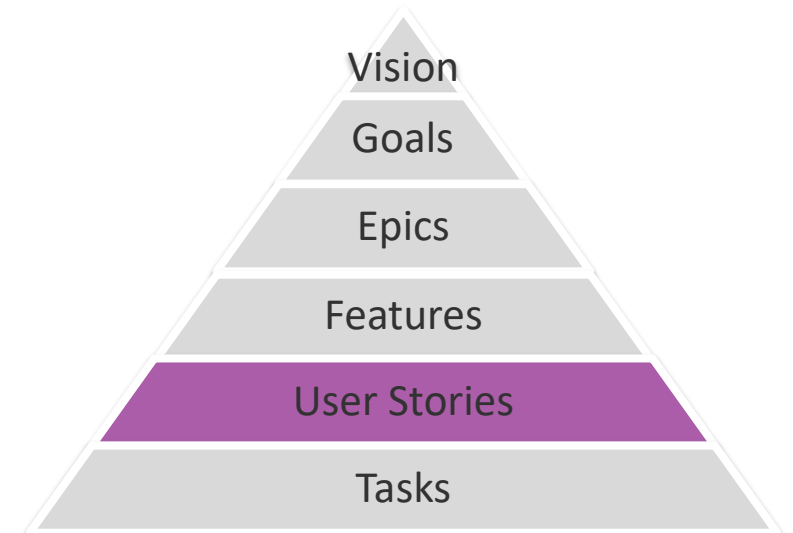 Vision
Goals
Epics
Features
User Stories
Tasks